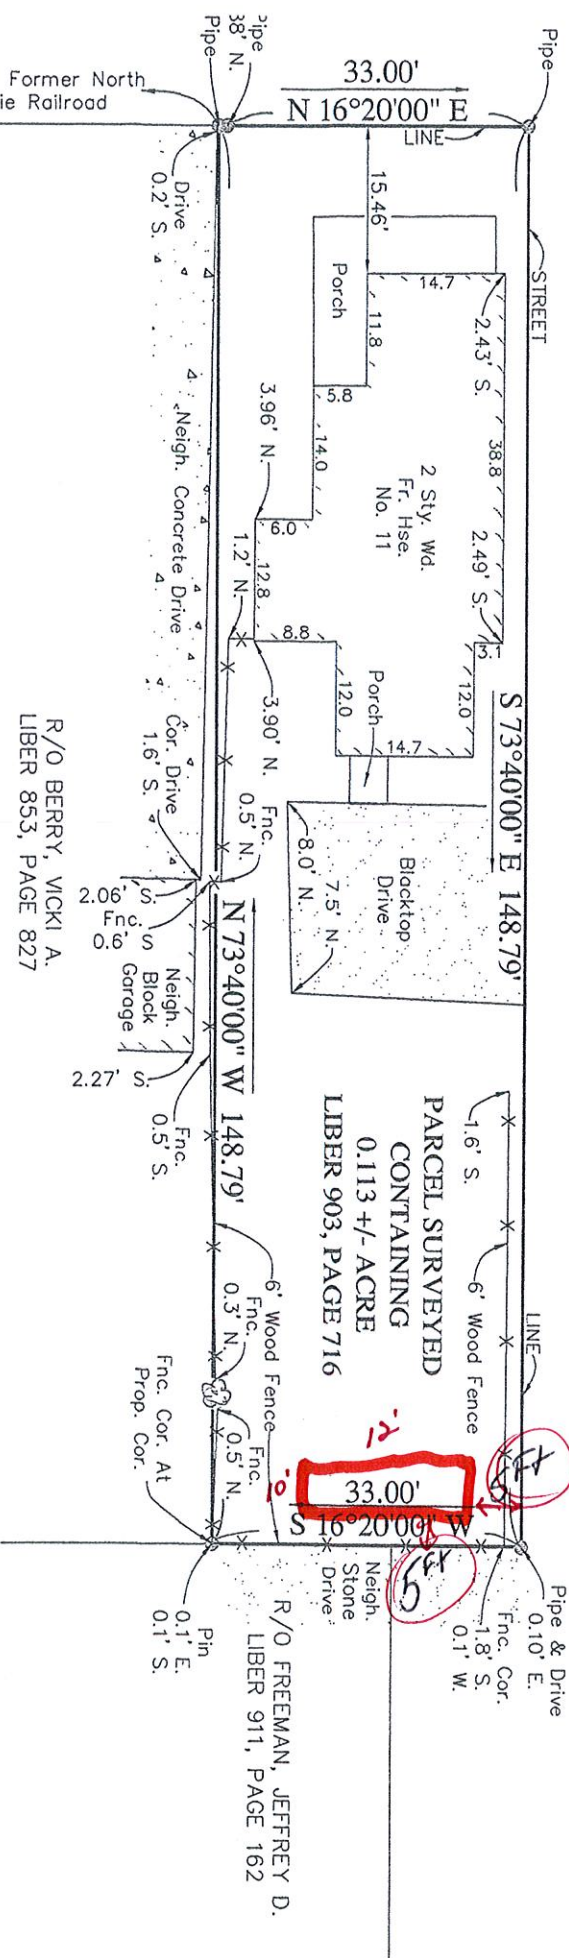 Pipe
38' N.
Pipe
Former North
ie Railroad
33.00'
N 16°20'00" E
LINE
Pipe
STREET
15.46'
Porch
14.7
11.8
5.8
14.0
2.43' S.
38.8
2.49' S.
3.1
2 Sty. Wd.
Fr. Hse.
No. 11
3.96' N.
6.0
1.2' N.
12.8
8.8
3.90' N.
12.0
12.0
14.7
Porch
Drive
0.2' S.
Neigh. Concrete Drive
Cor. Drive
1.6' S.
Fnc.
0.5' N.
S 73°40'00" E 148.79'
Blacktop
Drive
8.0' N.
7.5' N.
2.06' S.
Fnc.
0.6' S
Neigh.
Block
Garage
2.27' S.
Fnc.
0.5' S.
N 73°40'00" W 148.79'
R/O BERRY, VICKI A.
LIBER 853, PAGE 827
1.6' S.
6' Wood Fence
LINE
PARCEL SURVEYED
CONTAINING
0.113 +/- ACRE
LIBER 903, PAGE 716
6' Wood Fence
Fnc.
0.3' N.
Fnc.
0.5' N.
Fnc. Cor. At
Prop. Cor.
12'
10'
33.00'
S 16°20'00" W
5 Ft
5 Ft
Neigh.
Stone
Drive
Pipe & Drive
0.10' E.
Fnc. Cor.
1.8' S.
0.1' W.
Pin
0.1' E.
0.1' S.
R/O FREEMAN, JEFFREY D.
LIBER 911, PAGE 162